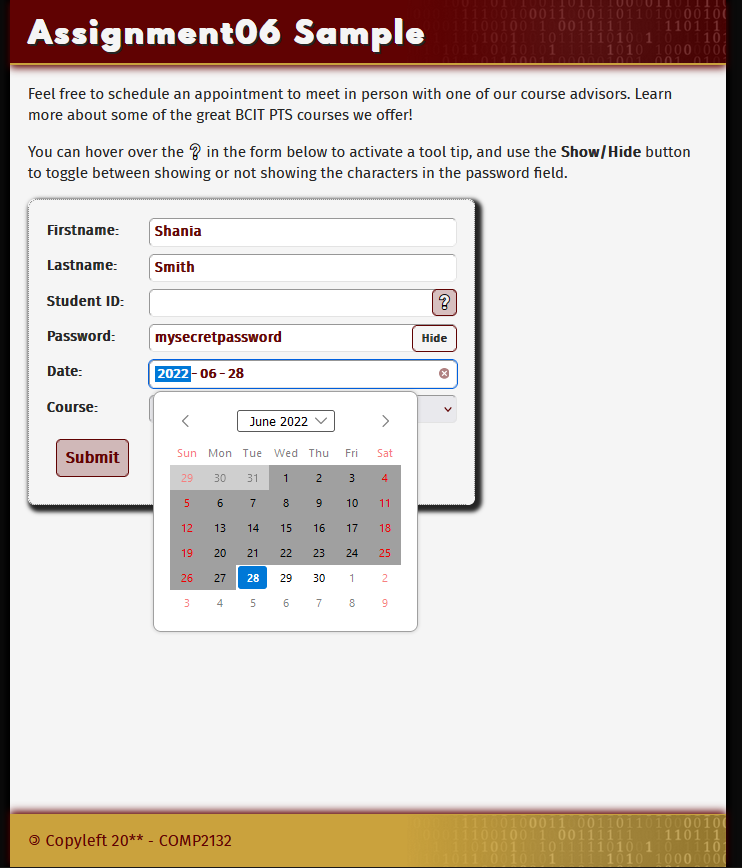 Assignment06 Sample
Feel free to schedule an appointment to meet in person with one of our course advisors. Learn
more about some of the great BCIT PTS courses we offer!
You can hover over the ? in the form below to activate a tool tip, and use the Show/Hide button
to toggle between showing or not showing the characters in the password field.
Firstname: Shania
Lastname: Smith
Student ID: ?
Password: mysecretpassword Hide
Date: 2022-06-28
Course:
June 2022
Sun Mon Tue Wed Thu Fri Sat
29 30 31 1 2 3 4
5 6 7 8 9 10 11
12 13 14 15 16 17 18
19 20 21 22 23 24 25
26 27 28 29 30 1 2
3 4 5 6 7 8 9
Submit
🄯 Copyleft 20** - COMP2132